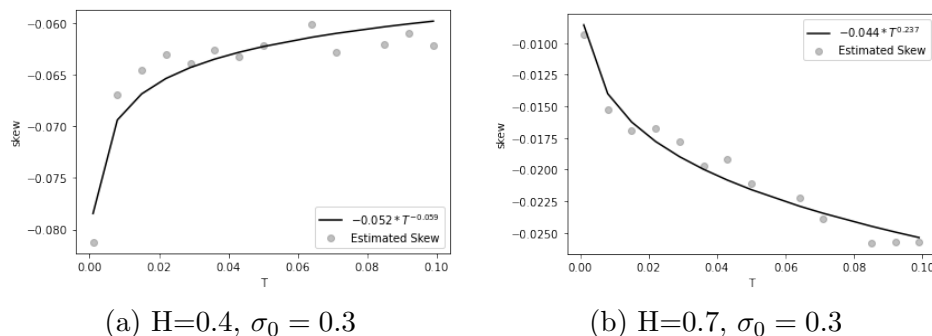 −0.060
−0.065
−0.070
−0.075
−0.080
skew
0.00 0.02 0.04 0.06 0.08 0.10
T
−0.052 * T^{−0.059}
Estimated Skew
(a) H=0.4, σ₀ = 0.3
−0.0100
−0.0125
−0.0150
−0.0175
−0.0200
−0.0225
−0.0250
skew
0.00 0.02 0.04 0.06 0.08 0.10
T
−0.044 * T^{0.237}
Estimated Skew
(b) H=0.7, σ₀ = 0.3